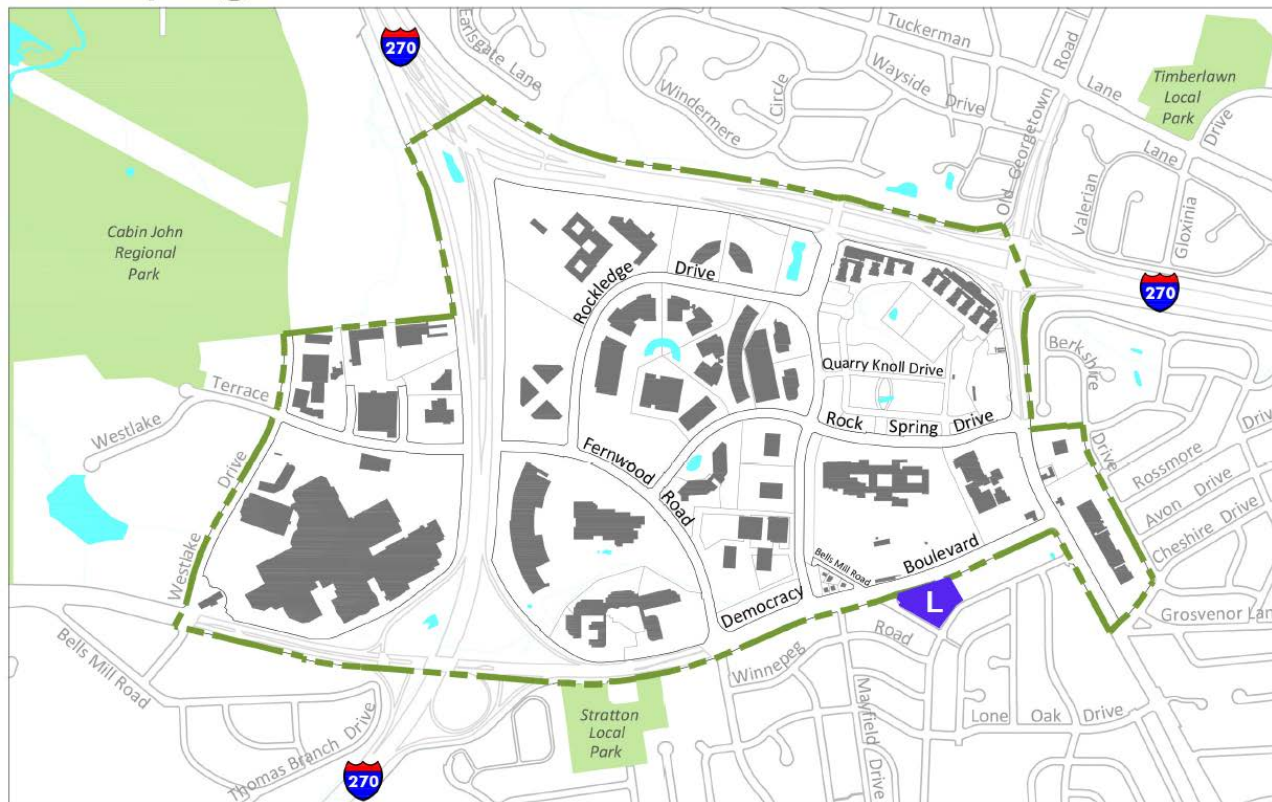 270
Earlsgate Lane
Tuckerman
Lane
Road
Wayside Drive
Windermere
Circle
Old Georgetown
Timberlawn
Local
Park
Drive
Lane
Valerian
Gloxinia
Cabin John
Regional
Park
Rockledge
Drive
270
Berkshire
Drive
Quarry Knoll Drive
Terrace
Westlake
Rock Spring Drive
Fernwood
Road
Rossmore
Drive
Avon Drive
Cheshire Drive
Westlake
Drive
Bells Mill Road
Boulevard
Democracy
L
Grosvenor Lane
Bells Mill Road
Winnepeg
Road
Stratton
Local
Park
Mayfield Drive
Lone Oak Drive
Thomas Branch Drive
270